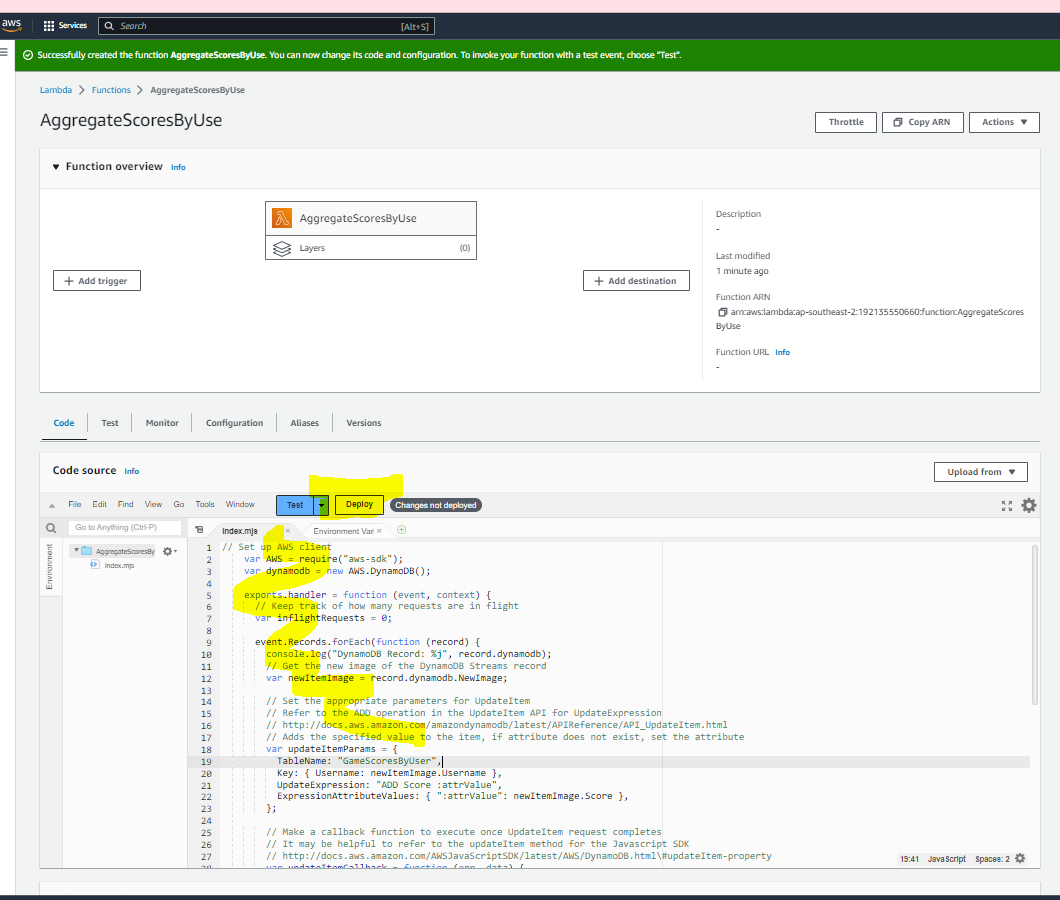 aws
Services
Search
[Alt+S]
Successfully created the function AggregateScoresByUse. You can now change its code and configuration. To invoke your function with a test event, choose "Test".
Lambda > Functions > AggregateScoresByUse
AggregateScoresByUse
Throttle
Copy ARN
Actions
Function overview Info
AggregateScoresByUse
Layers (0)
+ Add trigger
+ Add destination
Description
-
Last modified
1 minute ago
Function ARN
arn:aws:lambda:ap-southeast-2:192135550660:function:AggregateScores
ByUse
Function URL Info
-
Code
Test
Monitor
Configuration
Aliases
Versions
Code source Info
Upload from
File Edit Find View Go Tools Window
Test
Deploy
Changes not deployed
Go to Anything (Ctrl-P)
index.mjs ×
Environment Var ×
Environment
AggregateScoresBy
index.mjs
1 // Set up AWS client
2 var AWS = require("aws-sdk");
3 var dynamodb = new AWS.DynamoDB();
4
5 exports.handler = function (event, context) {
6 // Keep track of how many requests are in flight
7 var inflightRequests = 0;
8
9 event.Records.forEach(function (record) {
10 console.log("DynamoDB Record: %j", record.dynamodb);
11 // Get the new image of the DynamoDB Streams record
12 var newItemImage = record.dynamodb.NewImage;
13
14 // Set the appropriate parameters for UpdateItem
15 // Refer to the ADD operation in the UpdateItem API for UpdateExpression
16 // http://docs.aws.amazon.com/amazondynamodb/latest/APIReference/API_UpdateItem.html
17 // Adds the specified value to the item, if attribute does not exist, set the attribute
18 var updateItemParams = {
19 TableName: "GameScoresByUser",
20 Key: { Username: newItemImage.Username },
21 UpdateExpression: "ADD Score :attrValue",
22 ExpressionAttributeValues: { ":attrValue": newItemImage.Score },
23 };
24
25 // Make a callback function to execute once UpdateItem request completes
26 // It may be helpful to refer to the updateItem method for the Javascript SDK
27 // http://docs.aws.amazon.com/AWSJavaScriptSDK/latest/AWS/DynamoDB.html\#updateItem-property
28 var updateItemCallback = function (err, data) {
19:41 JavaScript Spaces: 2